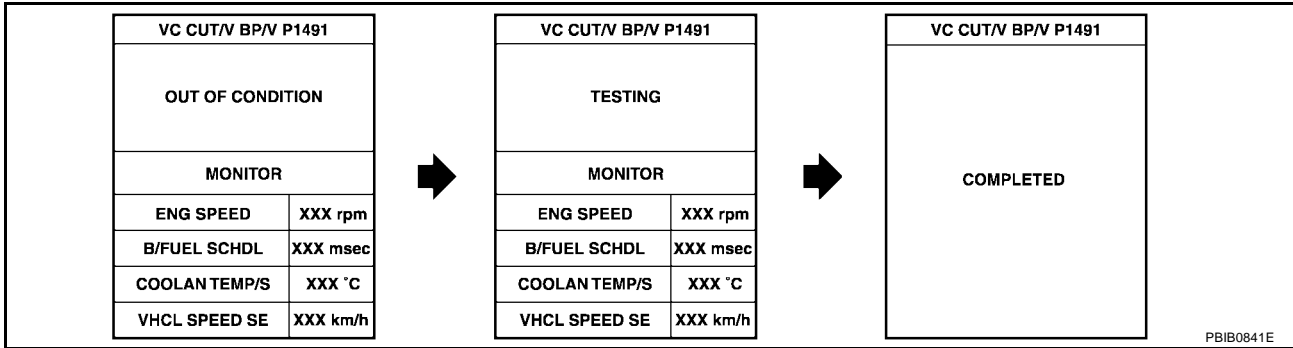 VC CUT/V BP/V P1491
OUT OF CONDITION
MONITOR
ENG SPEED XXX rpm
B/FUEL SCHDL XXX msec
COOLAN TEMP/S XXX °C
VHCL SPEED SE XXX km/h
VC CUT/V BP/V P1491
TESTING
MONITOR
ENG SPEED XXX rpm
B/FUEL SCHDL XXX msec
COOLAN TEMP/S XXX °C
VHCL SPEED SE XXX km/h
VC CUT/V BP/V P1491
COMPLETED
PBIB0841E